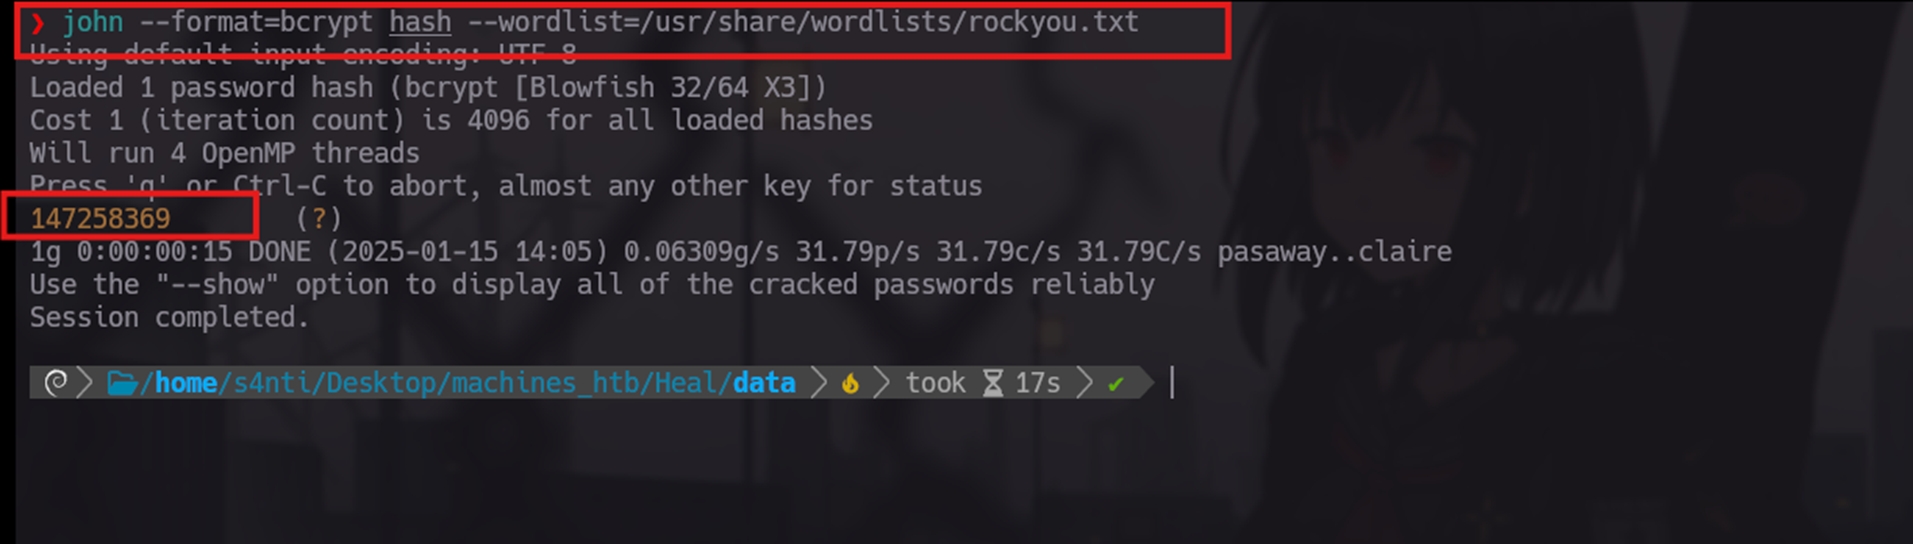 ❯ john --format=bcrypt hash --wordlist=/usr/share/wordlists/rockyou.txt
Using default input encoding: UTF-8
Loaded 1 password hash (bcrypt [Blowfish 32/64 X3])
Cost 1 (iteration count) is 4096 for all loaded hashes
Will run 4 OpenMP threads
Press 'q' or Ctrl-C to abort, almost any other key for status
147258369        (?)
1g 0:00:00:15 DONE (2025-01-15 14:05) 0.06309g/s 31.79p/s 31.79c/s 31.79C/s pasaway..claire
Use the "--show" option to display all of the cracked passwords reliably
Session completed.
/home/s4nti/Desktop/machines_htb/Heal/data took 17s ✔